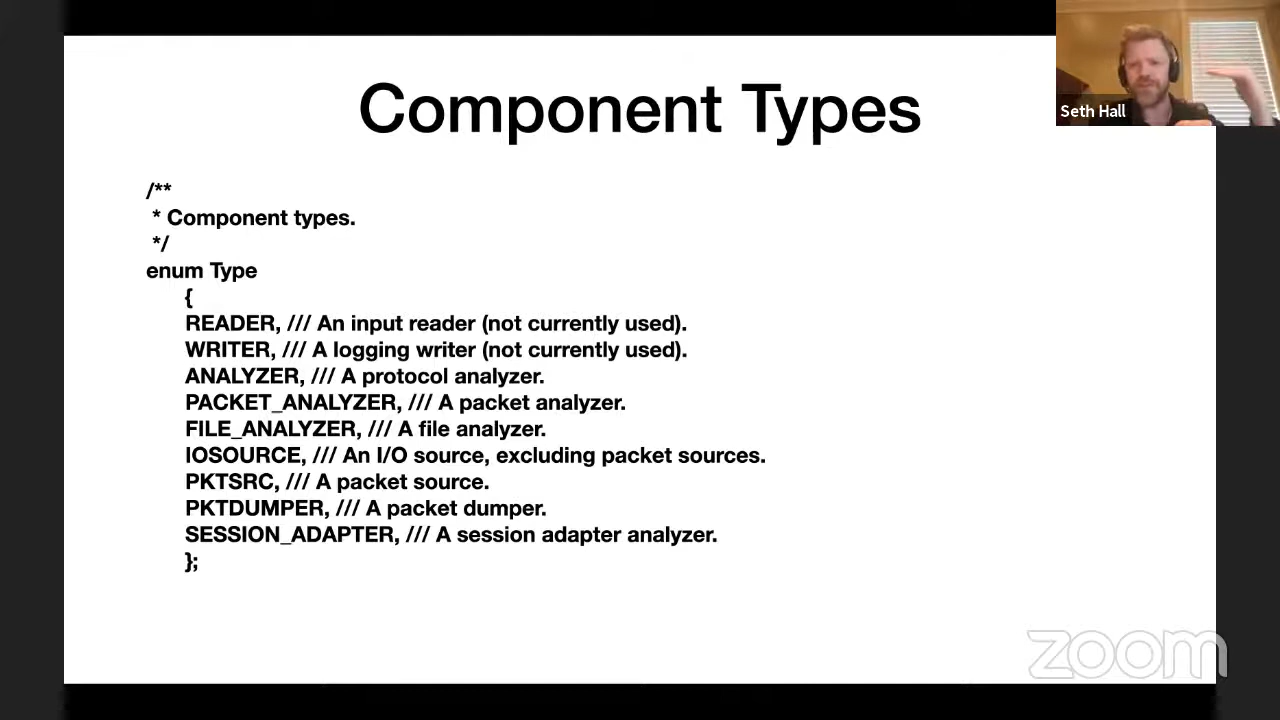 Component Types
Seth Hall
/**
* Component types.
*/
enum Type
{
READER, /// An input reader (not currently used).
WRITER, /// A logging writer (not currently used).
ANALYZER, /// A protocol analyzer.
PACKET_ANALYZER, /// A packet analyzer.
FILE_ANALYZER, /// A file analyzer.
IOSOURCE, /// An I/O source, excluding packet sources.
PKTSRC, /// A packet source.
PKTDUMPER, /// A packet dumper.
SESSION_ADAPTER, /// A session adapter analyzer.
};
zoom